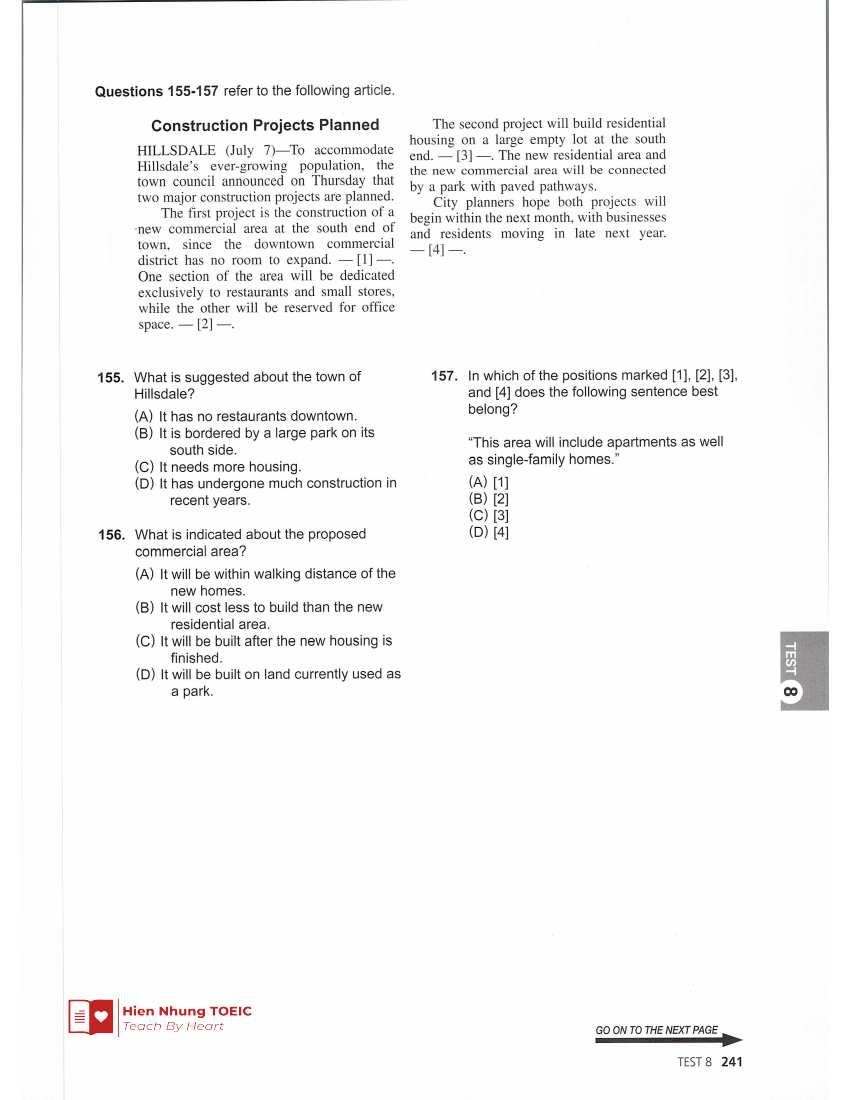 Questions 155-157 refer to the following article.
Construction Projects Planned
HILLSDALE (July 7)—To accommodate
Hillsdale's ever-growing population, the
town council announced on Thursday that
two major construction projects are planned.
The first project is the construction of a
new commercial area at the south end of
town, since the downtown commercial
district has no room to expand. — [1] —.
One section of the area will be dedicated
exclusively to restaurants and small stores,
while the other will be reserved for office
space. — [2] —.
The second project will build residential
housing on a large empty lot at the south
end. — [3] —. The new residential area and
the new commercial area will be connected
by a park with paved pathways.
City planners hope both projects will
begin within the next month, with businesses
and residents moving in late next year.
— [4] —.
155. What is suggested about the town of
Hillsdale?
(A) It has no restaurants downtown.
(B) It is bordered by a large park on its
south side.
(C) It needs more housing.
(D) It has undergone much construction in
recent years.
156. What is indicated about the proposed
commercial area?
(A) It will be within walking distance of the
new homes.
(B) It will cost less to build than the new
residential area.
(C) It will be built after the new housing is
finished.
(D) It will be built on land currently used as
a park.
157. In which of the positions marked [1], [2], [3],
and [4] does the following sentence best
belong?
“This area will include apartments as well
as single-family homes.”
(A) [1]
(B) [2]
(C) [3]
(D) [4]
TEST 8
Hien Nhung TOEIC
Teach By Heart
GO ON TO THE NEXT PAGE
TEST 8 241